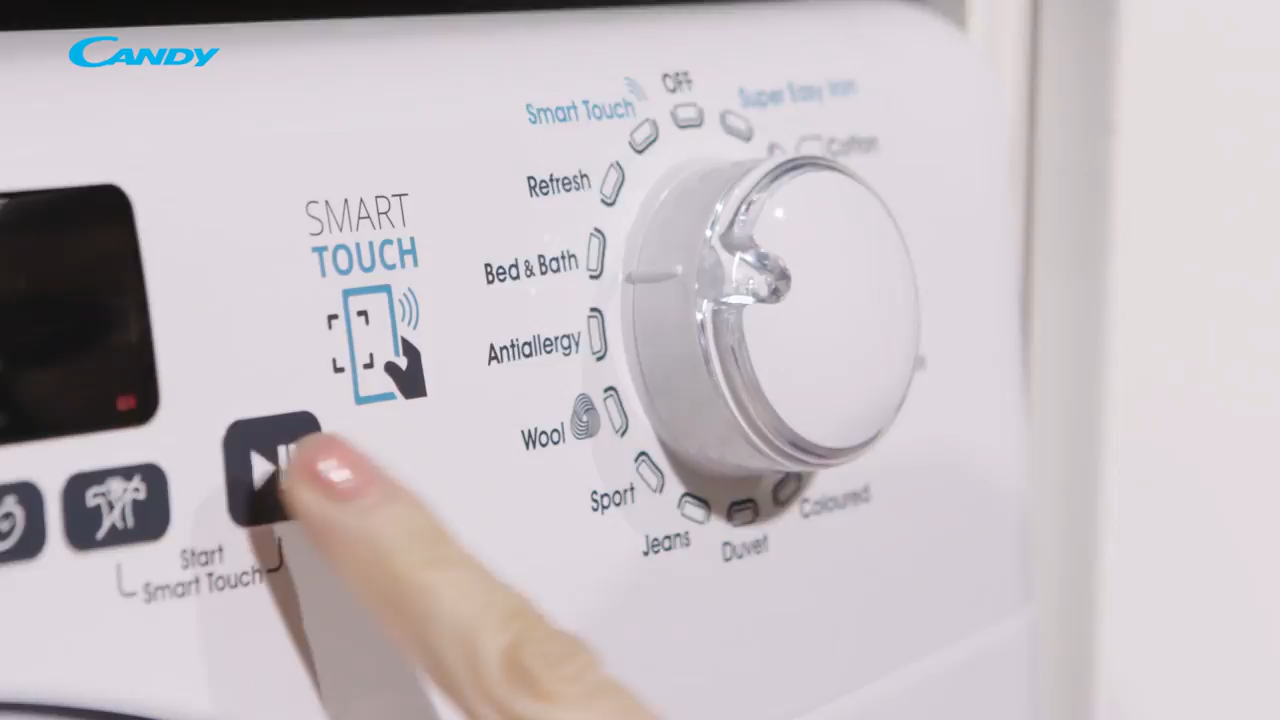 CANDY
SMART
TOUCH
Start
Smart Touch
OFF
Smart Touch
Refresh
Bed & Bath
Antiallergy
Wool
Sport
Jeans
Duvet
Coloured
Super Easy Iron
Cotton